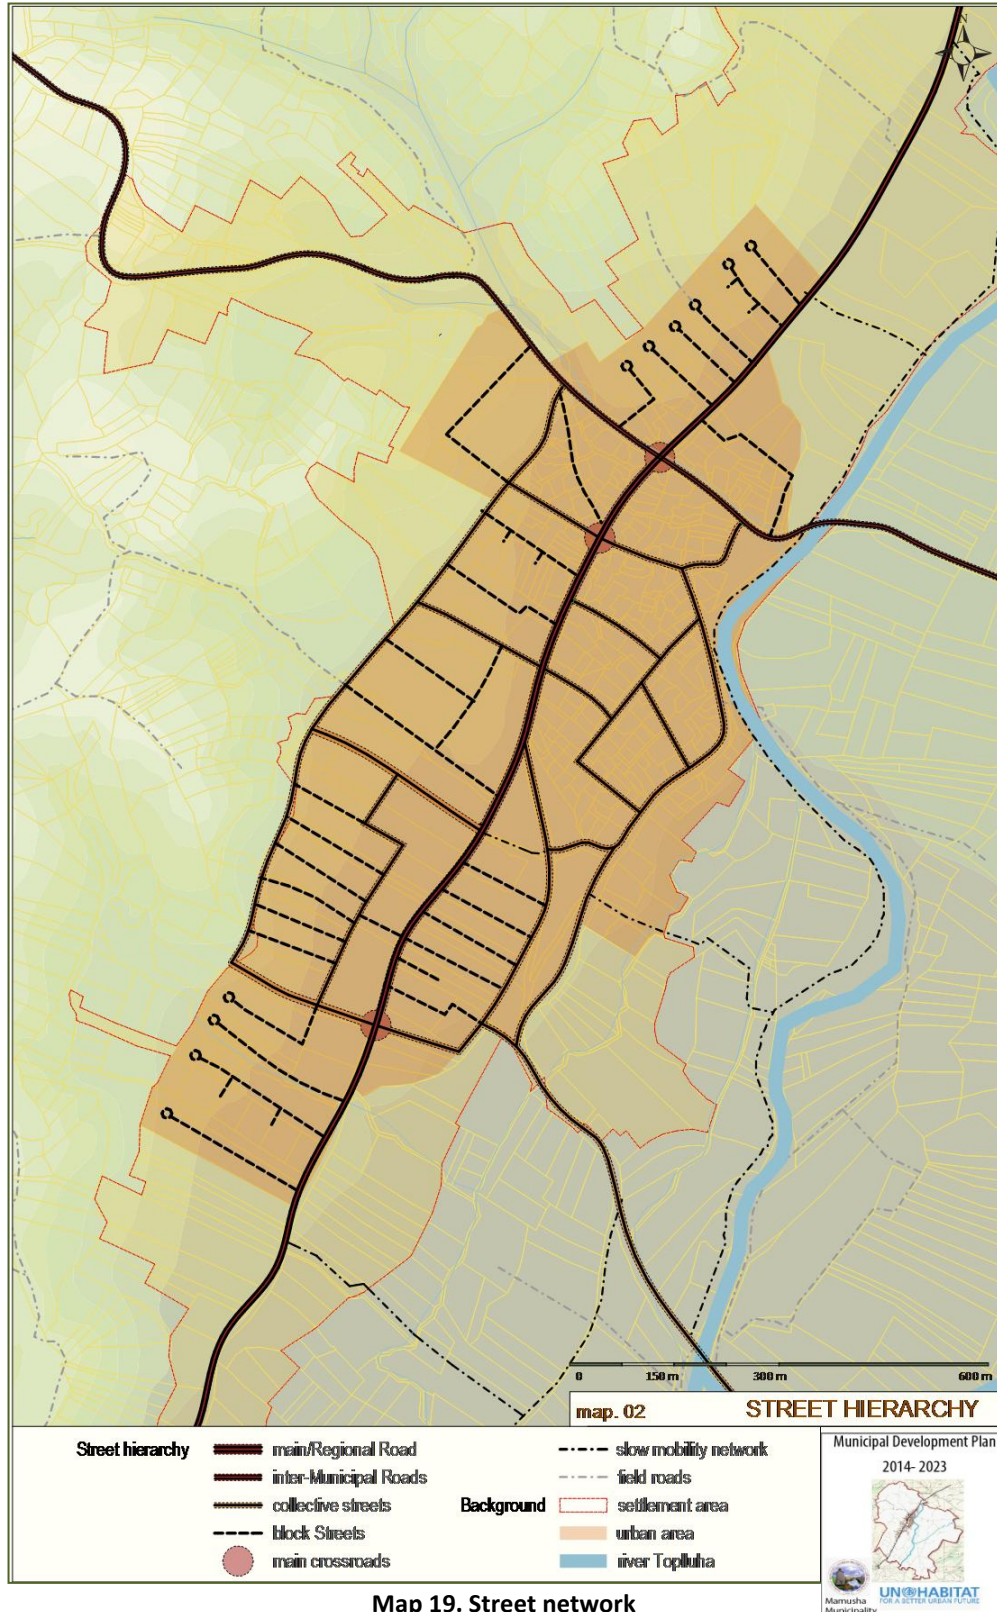 N
0 150 m 300 m 600 m
map. 02 STREET HIERARCHY
Street hierarchy
main/Regional Road
inter-Municipal Roads
collective streets
block Streets
main crossroads
slow mobility network
field roads
Background
settlement area
urban area
river Toplluha
Municipal Development Plan
2014- 2023
Mamusha
Municipality
UN HABITAT
FOR A BETTER URBAN FUTURE
Map 19. Street network